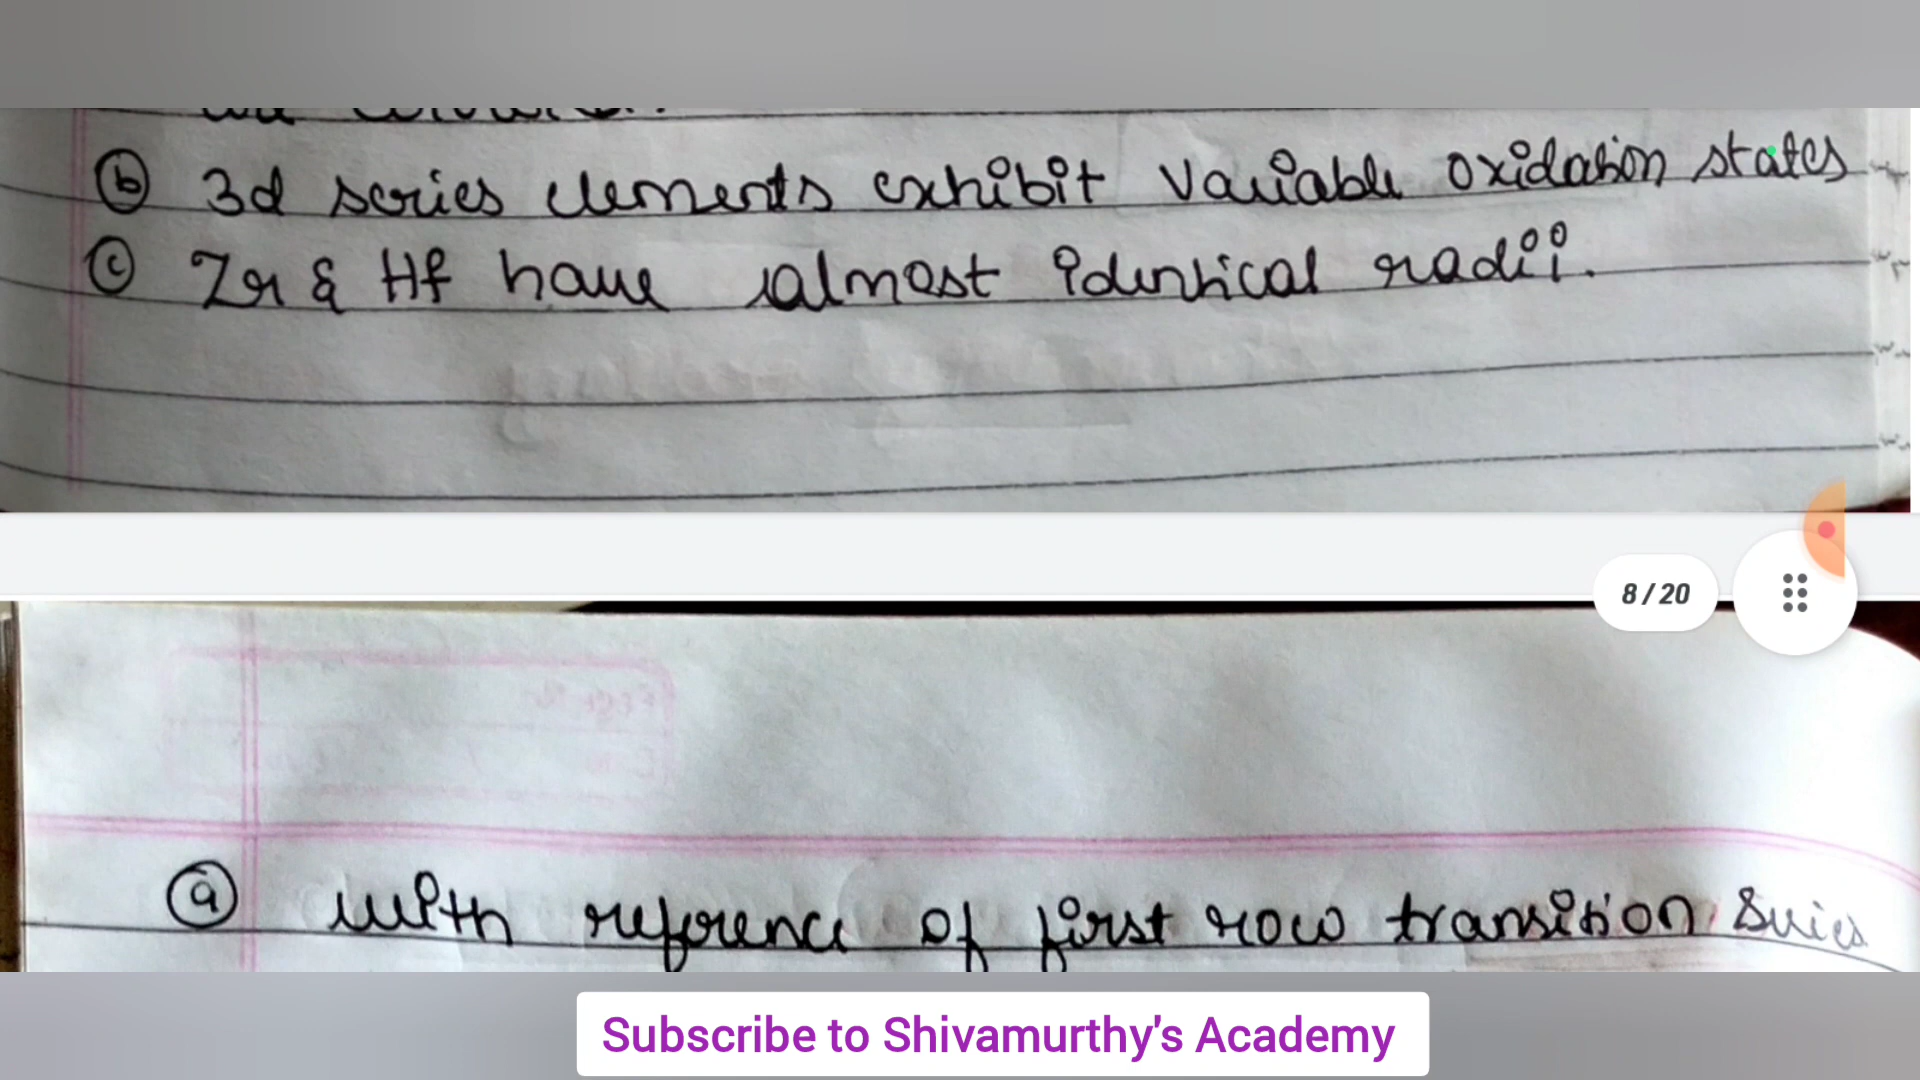 ⓑ 3d series elements exhibit Variable oxidation states
ⓒ Zr & Hf have almost identical radii.
8/20
ⓐ with reference of first row transition series
Subscribe to Shivamurthy's Academy